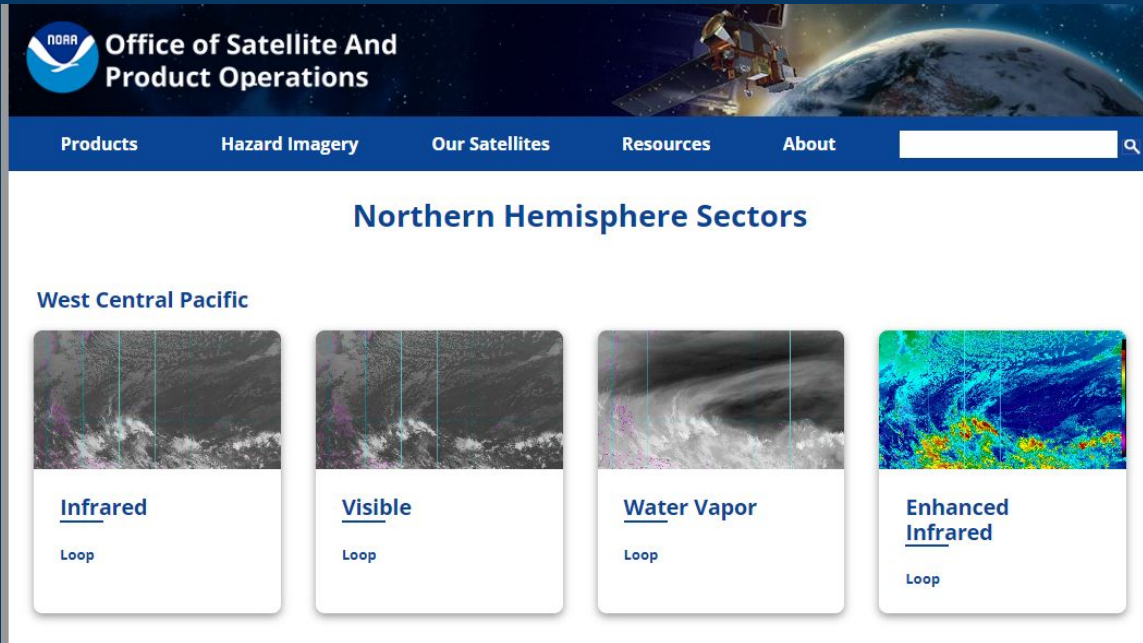 NOAA
Office of Satellite And
Product Operations
Products Hazard Imagery Our Satellites Resources About
Northern Hemisphere Sectors
West Central Pacific
Infrared
Loop
Visible
Loop
Water Vapor
Loop
Enhanced
Infrared
Loop